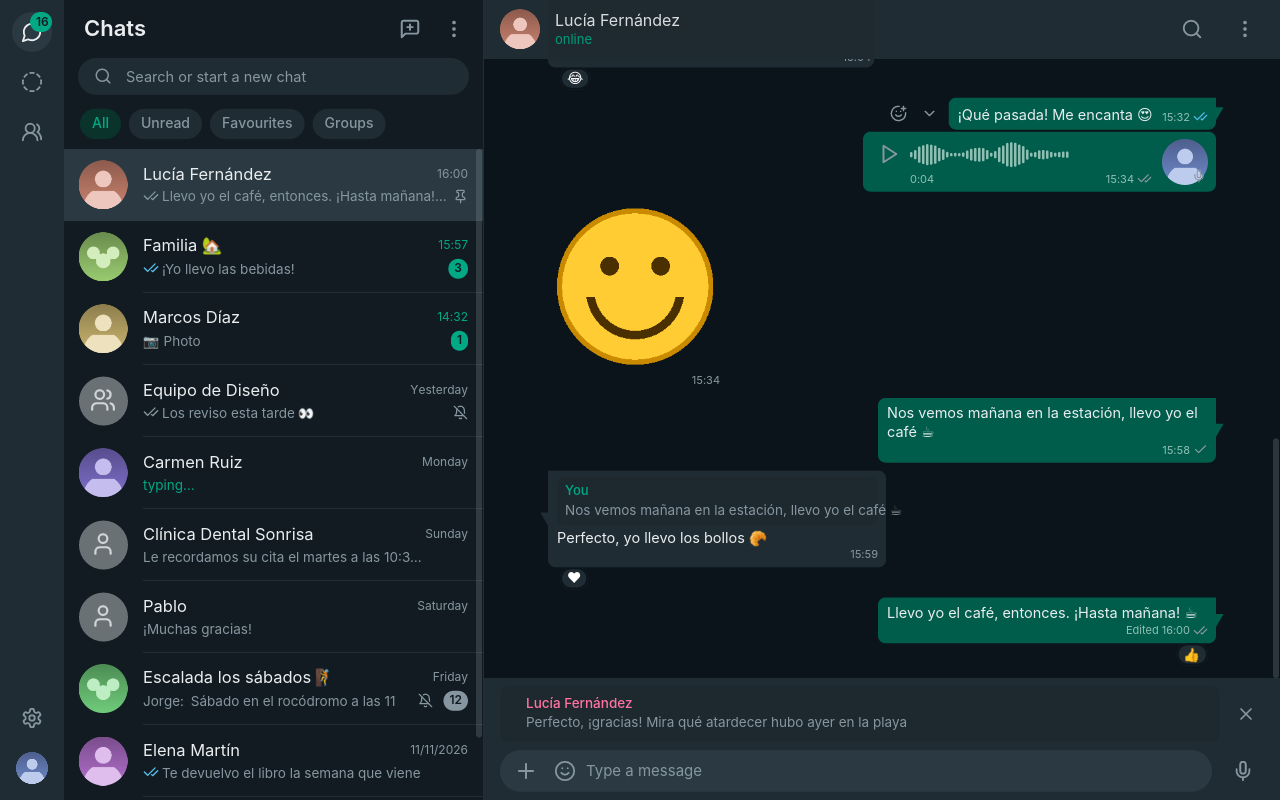 16
Chats
Search or start a new chat
All
Unread
Favourites
Groups
Lucía Fernández
16:00
Llevo yo el café, entonces. ¡Hasta mañana!...
Familia 🏡
15:57
¡Yo llevo las bebidas!
3
Marcos Díaz
14:32
📷 Photo
1
Equipo de Diseño
Yesterday
Los reviso esta tarde 👀
Carmen Ruiz
Monday
typing...
Clínica Dental Sonrisa
Sunday
Le recordamos su cita el martes a las 10:3...
Pablo
Saturday
¡Muchas gracias!
Escalada los sábados 🧗
Friday
Jorge: Sábado en el rocódromo a las 11
12
Elena Martín
11/11/2026
Te devuelvo el libro la semana que viene
Lucía Fernández
online
😂
¡Qué pasada! Me encanta 😍
15:32
0:04
15:34
15:34
Nos vemos mañana en la estación, llevo yo el
café ☕
15:58
You
Nos vemos mañana en la estación, llevo yo el café ☕
Perfecto, yo llevo los bollos 🥐
15:59
❤
Llevo yo el café, entonces. ¡Hasta mañana! ☕
Edited 16:00
👍
Lucía Fernández
Perfecto, ¡gracias! Mira qué atardecer hubo ayer en la playa
Type a message